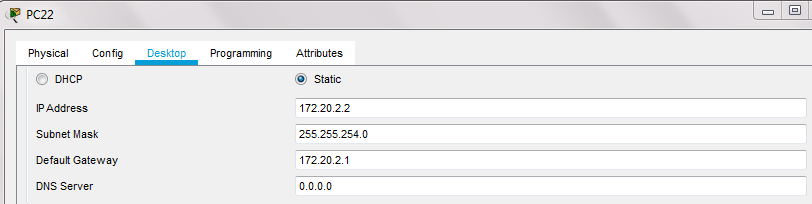 PC22
Physical Config Desktop Programming Attributes
DHCP Static
IP Address 172.20.2.2
Subnet Mask 255.255.254.0
Default Gateway 172.20.2.1
DNS Server 0.0.0.0